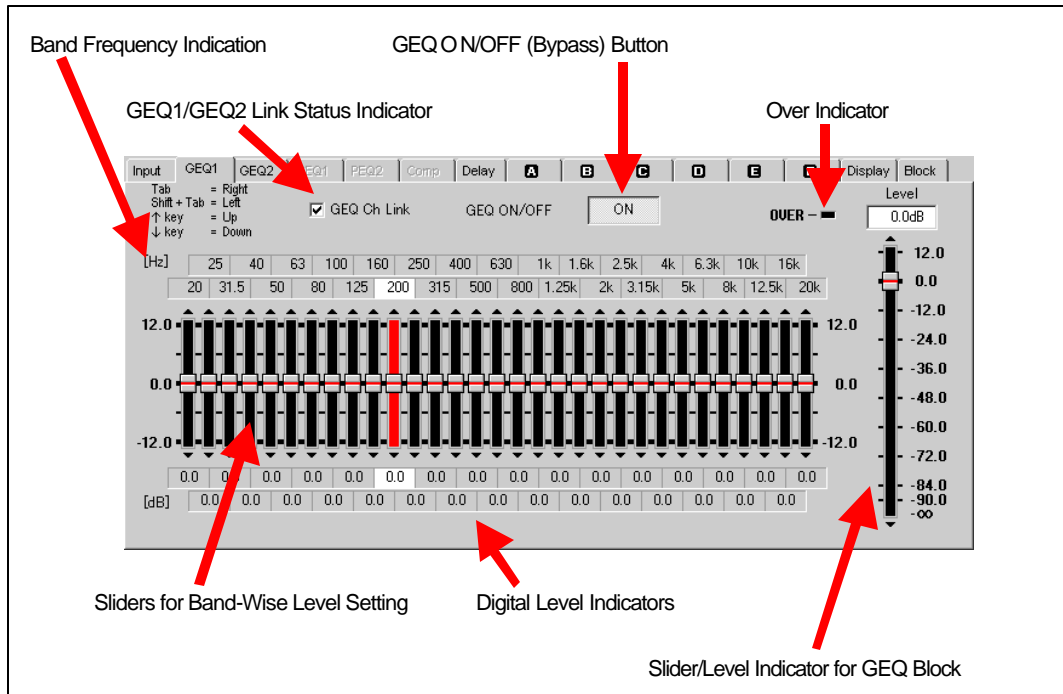 Band Frequency Indication
GEQ ON/OFF (Bypass) Button
GEQ1/GEQ2 Link Status Indicator
Over Indicator
Input GEQ1 GEQ2 PEQ2 Comp Delay A B C D E Display Block
Tab = Right
Shift + Tab = Left
↑ key = Up
↓ key = Down
GEQ Ch Link
GEQ ON/OFF
ON
OVER
Level
0.0dB
[Hz]
25 40 63 100 160 250 400 630 1k 1.6k 2.5k 4k 6.3k 10k 16k
20 31.5 50 80 125 200 315 500 800 1.25k 2k 3.15k 5k 8k 12.5k 20k
12.0 12.0
0.0 0.0
-12.0 -12.0
12.0
0.0
-12.0
-24.0
-36.0
-48.0
-60.0
-72.0
-84.0
-90.0
-∞
0.0 0.0 0.0 0.0 0.0 0.0 0.0 0.0 0.0 0.0 0.0 0.0 0.0 0.0 0.0 0.0
[dB] 0.0 0.0 0.0 0.0 0.0 0.0 0.0 0.0 0.0 0.0 0.0 0.0 0.0 0.0 0.0
Sliders for Band-Wise Level Setting
Digital Level Indicators
Slider/Level Indicator for GEQ Block